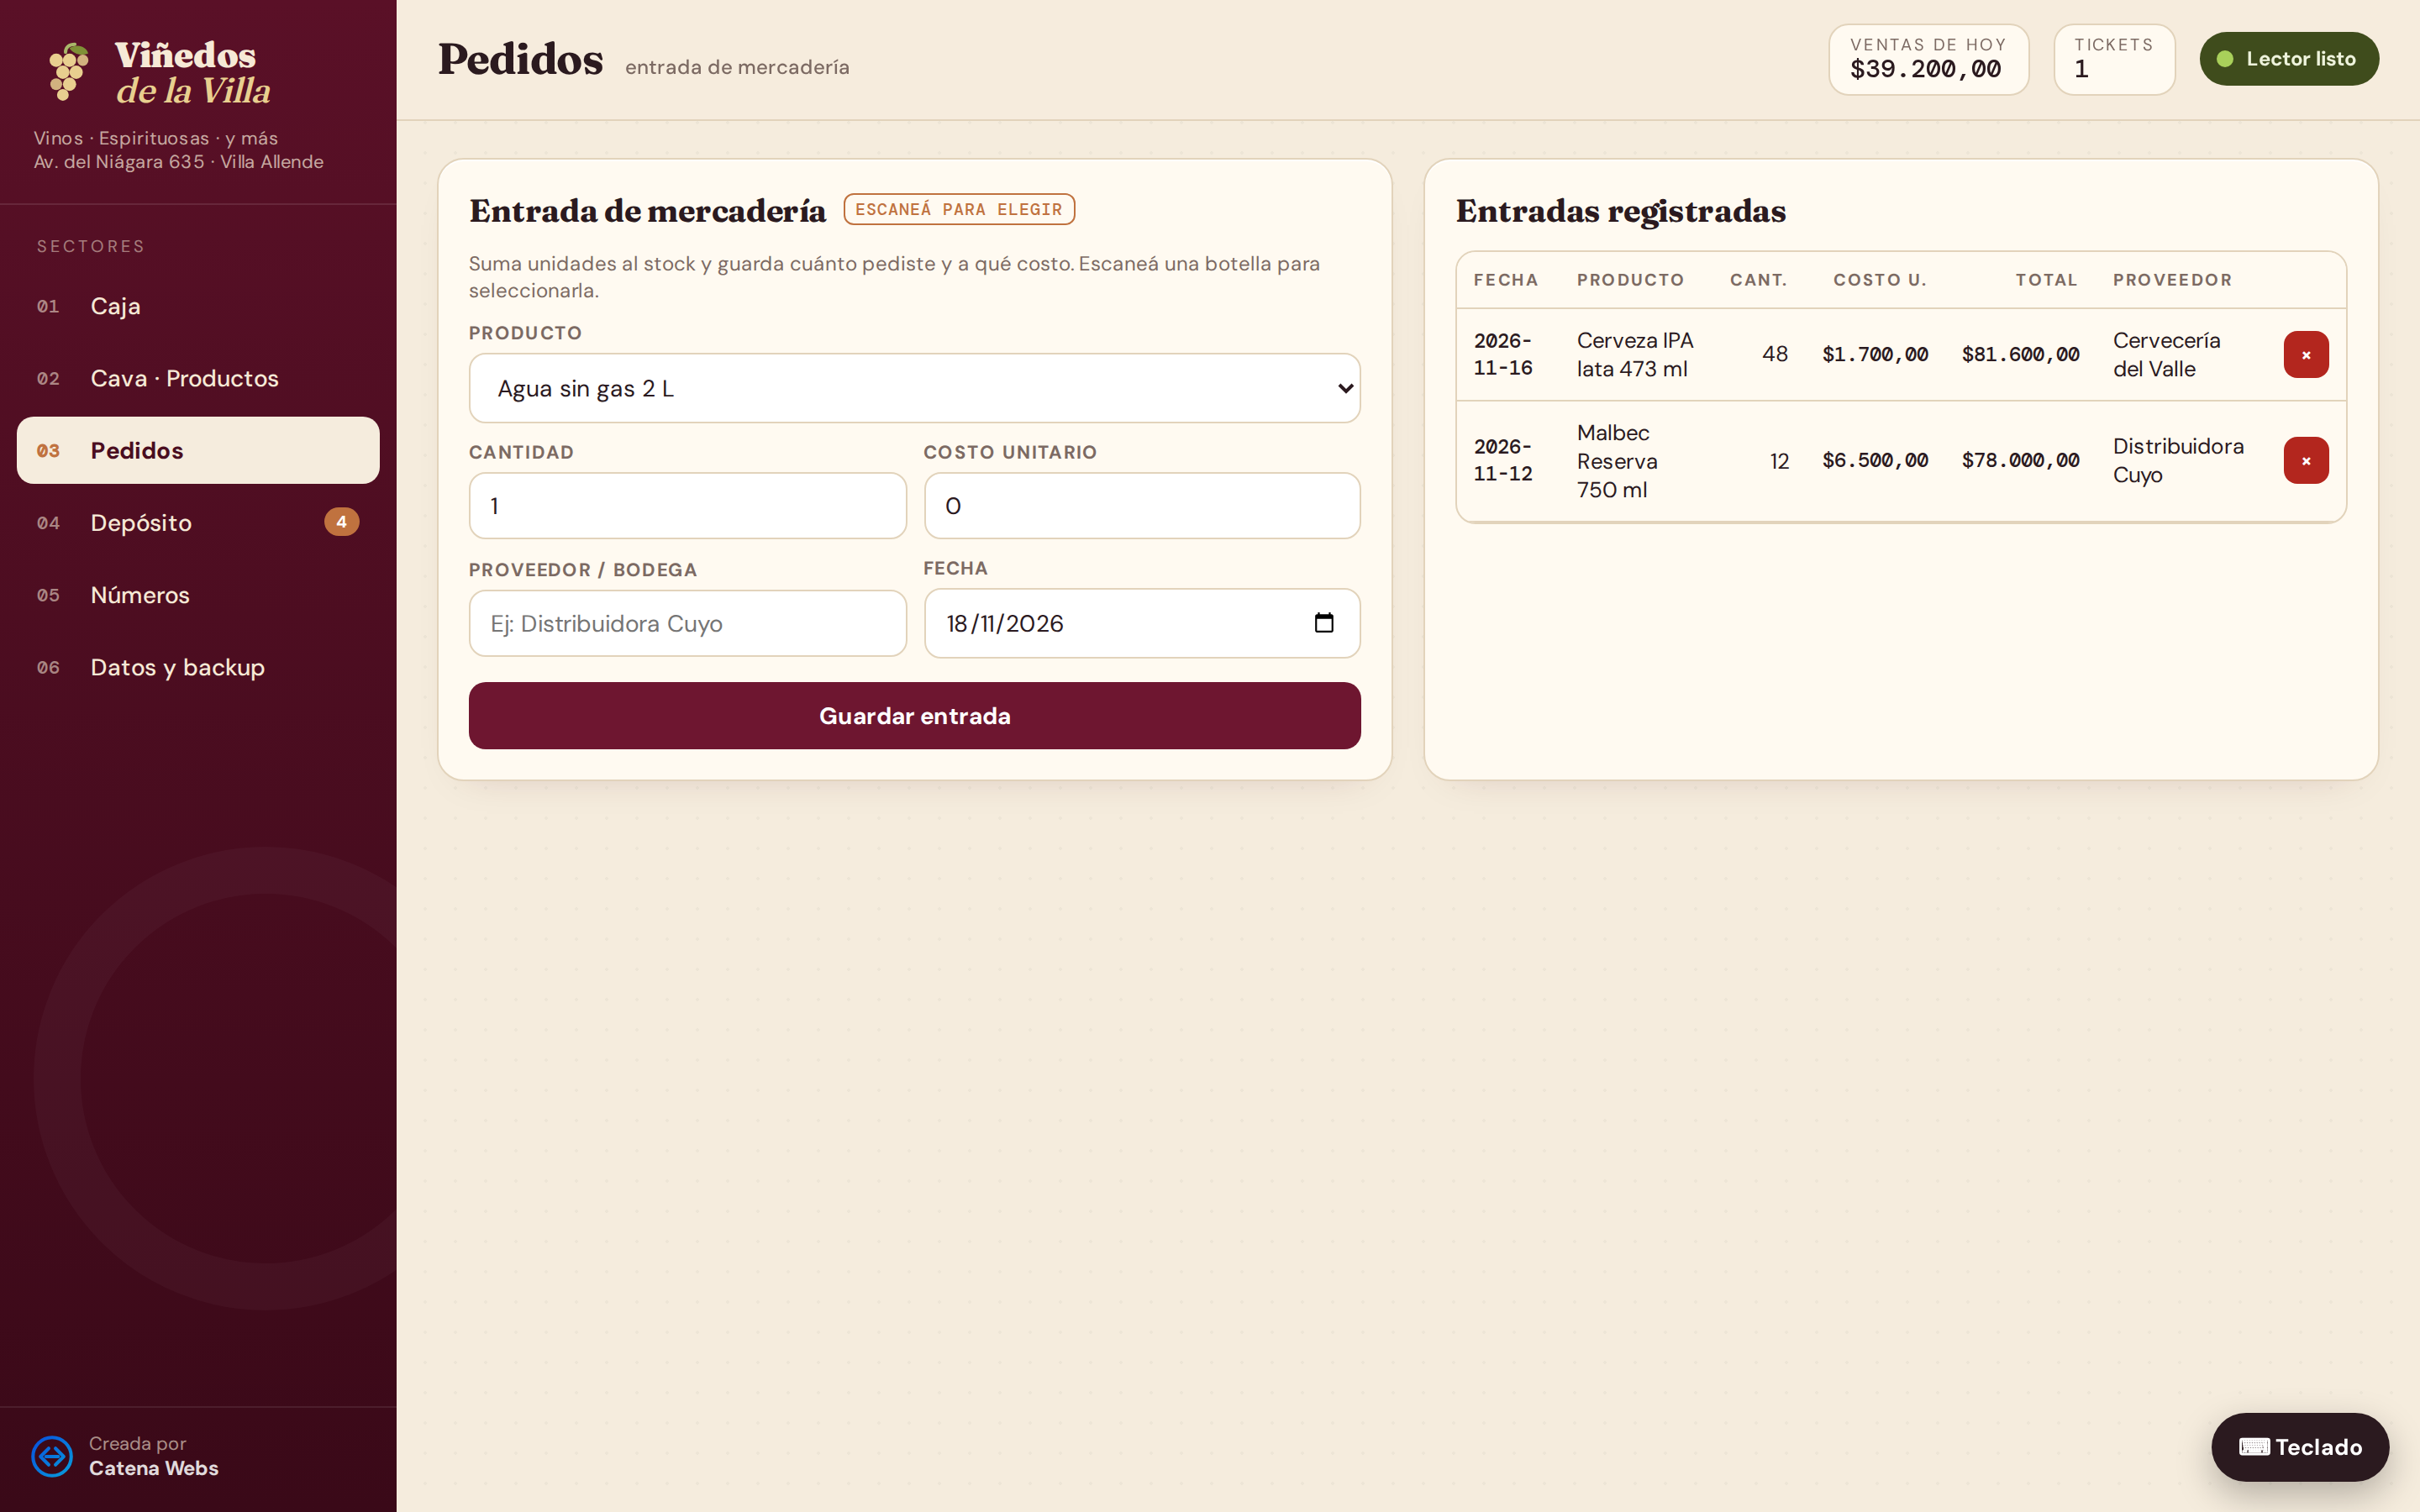 Viñedos
de la Villa
Vinos · Espirituosas · y más
Av. del Niágara 635 · Villa Allende
SECTORES
01 Caja
02 Cava · Productos
03 Pedidos
04 Depósito 4
05 Números
06 Datos y backup
Creada por
Catena Webs
Pedidos entrada de mercadería
VENTAS DE HOY
$39.200,00
TICKETS
1
Lector listo
Entrada de mercadería ESCANEÁ PARA ELEGIR
Suma unidades al stock y guarda cuánto pediste y a qué costo. Escaneá una botella para
seleccionarla.
PRODUCTO
Agua sin gas 2 L
CANTIDAD COSTO UNITARIO
1 0
PROVEEDOR / BODEGA FECHA
Ej: Distribuidora Cuyo 18/11/2026
Guardar entrada
Entradas registradas
FECHA PRODUCTO CANT. COSTO U. TOTAL PROVEEDOR
2026-
11-16
Cerveza IPA
lata 473 ml
48 $1.700,00 $81.600,00
Cervecería
del Valle
×
2026-
11-12
Malbec
Reserva
750 ml
12 $6.500,00 $78.000,00
Distribuidora
Cuyo
×
⌨ Teclado